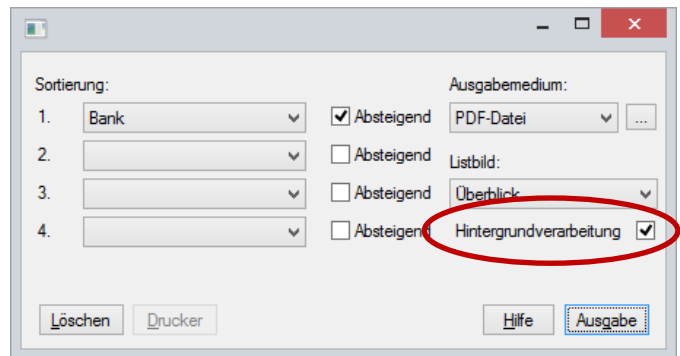 Sortierung:
Ausgabemedium:
1. Bank Absteigend PDF-Datei ...
2. Absteigend Listbild:
3. Absteigend Überblick
4. Absteigend Hintergrundverarbeitung
Löschen Drucker Hilfe Ausgabe